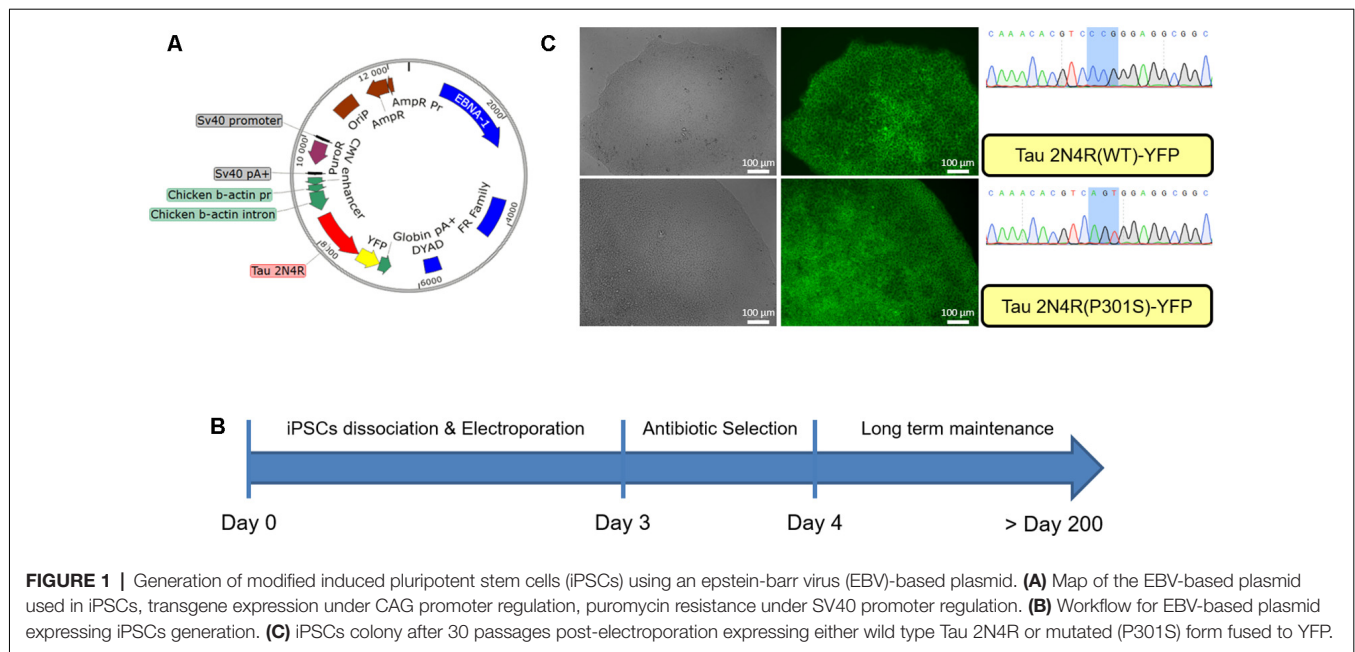 A
12 000
2000
4000
6000
8000
10 000
AmpR Pr
AmpR
OriP
EBNA-1
FR Family
DYAD
Globin pA+
YFP
CMV enhancer
PuroR
Sv40 promoter
Sv40 pA+
Chicken b-actin pr
Chicken b-actin intron
Tau 2N4R
C
100 µm
100 µm
CAAACACGTCCCGGGAGGCGGC
Tau 2N4R(WT)-YFP
100 µm
100 µm
CAAACACGTCAGTGGAGGCGGC
Tau 2N4R(P301S)-YFP
B
iPSCs dissociation & Electroporation
Antibiotic Selection
Long term maintenance
Day 0
Day 3
Day 4
> Day 200
FIGURE 1 | Generation of modified induced pluripotent stem cells (iPSCs) using an epstein-barr virus (EBV)-based plasmid. (A) Map of the EBV-based plasmid
used in iPSCs, transgene expression under CAG promoter regulation, puromycin resistance under SV40 promoter regulation. (B) Workflow for EBV-based plasmid
expressing iPSCs generation. (C) iPSCs colony after 30 passages post-electroporation expressing either wild type Tau 2N4R or mutated (P301S) form fused to YFP.